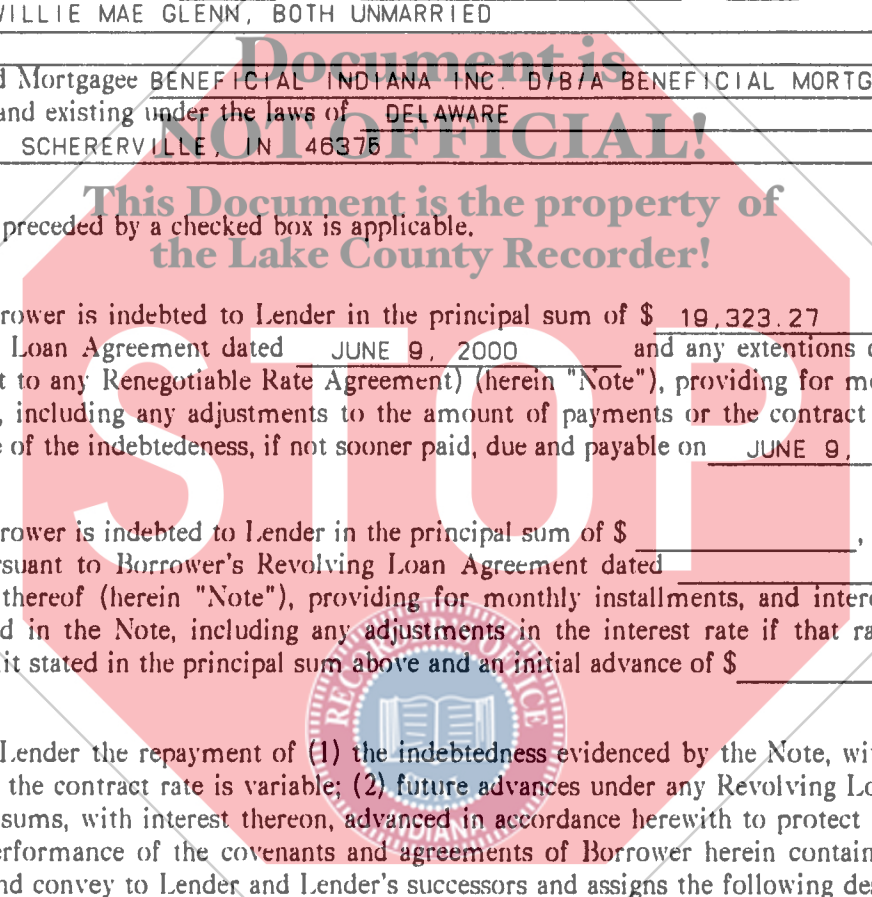 WILLIE MAE GLENN, BOTH UNMARRIED
Document is
d Mortgagee BENEFICIAL INDIANA INC. D/B/A BENEFICIAL MORTG
and existing under the laws of DELAWARE
NOT OFFICIAL!
SCHERERVILLE, IN 46375
This Document is the property of
preceded by a checked box is applicable.
the Lake County Recorder!
rower is indebted to Lender in the principal sum of $ 19,323.27
Loan Agreement dated JUNE 9, 2000 and any extentions o
t to any Renegotiable Rate Agreement) (herein "Note"), providing for mo
, including any adjustments to the amount of payments or the contract
e of the indebtedeness, if not sooner paid, due and payable on JUNE 9,
STOP
rower is indebted to Lender in the principal sum of $ ,
rsuant to Borrower's Revolving Loan Agreement dated
thereof (herein "Note"), providing for monthly installments, and intere
d in the Note, including any adjustments in the interest rate if that ra
it stated in the principal sum above and an initial advance of $
RECORDER'S OFFICE
Lender the repayment of (1) the indebtedness evidenced by the Note, wi
the contract rate is variable; (2) future advances under any Revolving Lo
sums, with interest thereon, advanced in accordance herewith to protect
INDIANA
erformance of the covenants and agreements of Borrower herein contain
nd convey to Lender and Lender's successors and assigns the following de